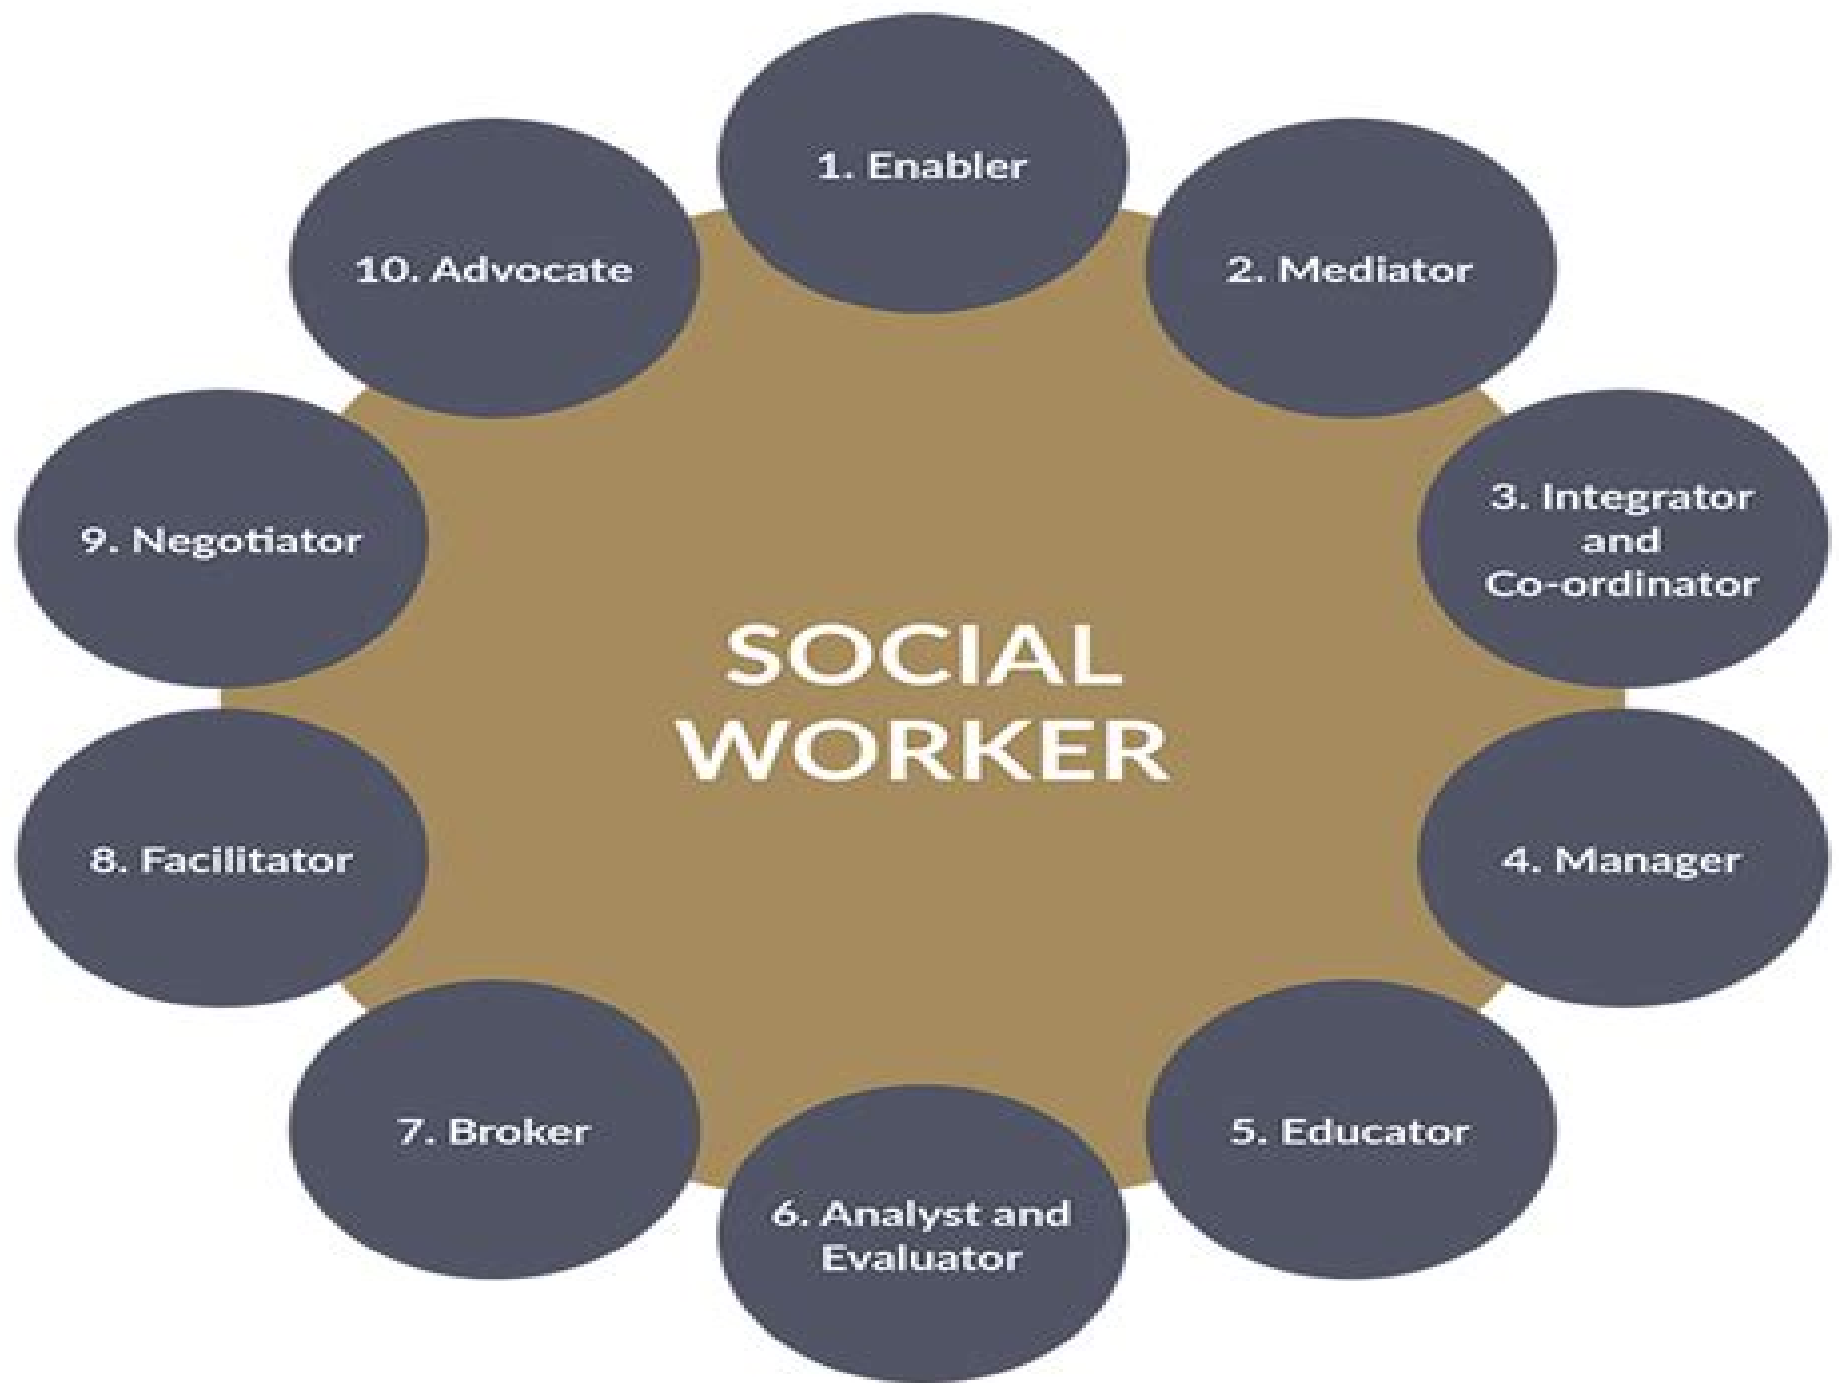 SOCIAL
WORKER
1. Enabler
2. Mediator
3. Integrator
and
Co-ordinator
4. Manager
5. Educator
6. Analyst and
Evaluator
7. Broker
8. Facilitator
9. Negotiator
10. Advocate